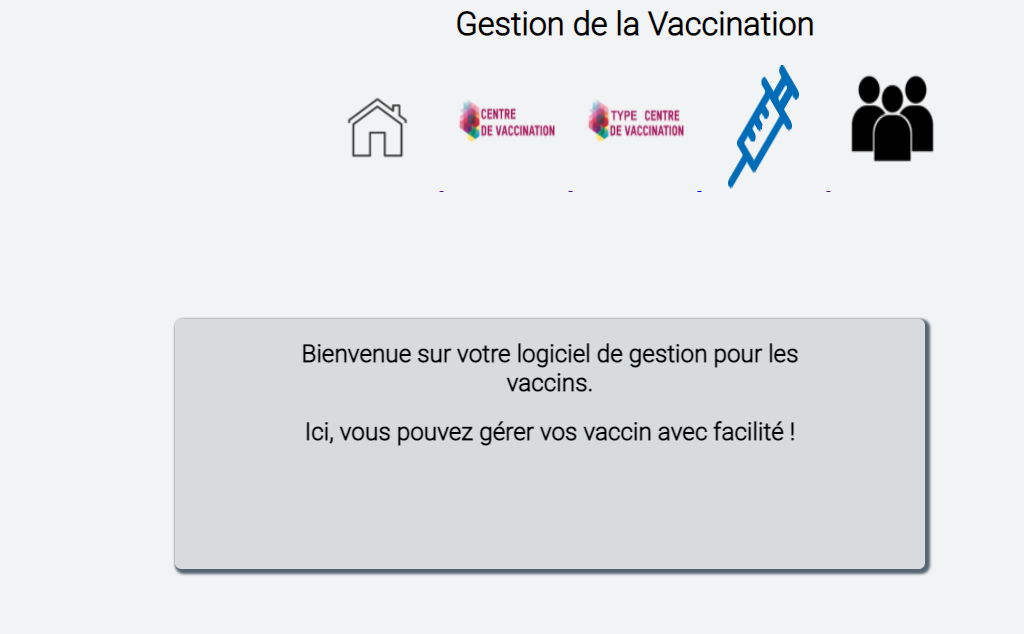 Gestion de la Vaccination
CENTRE
DE VACCINATION
TYPE CENTRE
DE VACCINATION
Bienvenue sur votre logiciel de gestion pour les
vaccins.
Ici, vous pouvez gérer vos vaccin avec facilité !